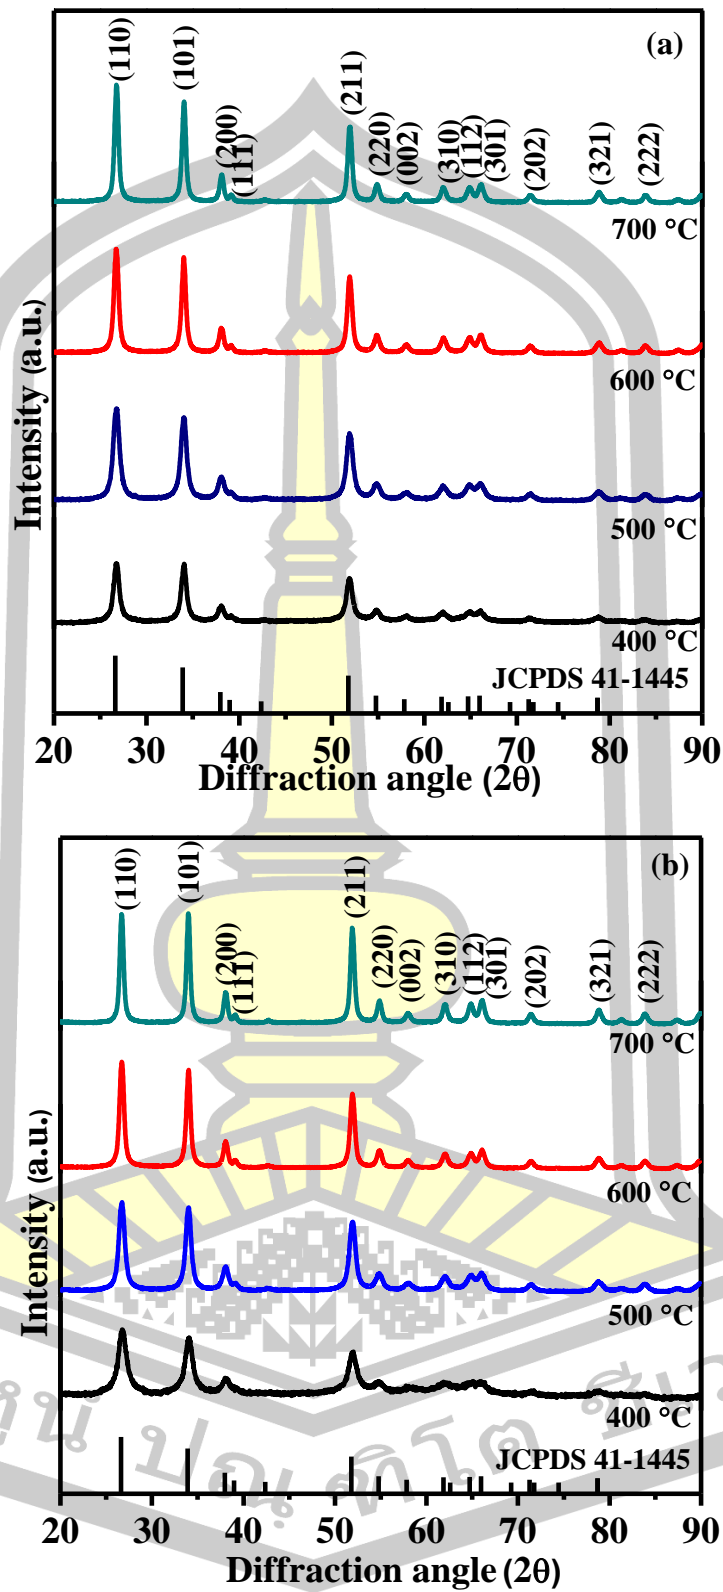 (a)
(110)
(101)
(200)
(111)
(211)
(220)
(002)
(310)
(112)
(301)
(202)
(321)
(222)
700 °C
600 °C
500 °C
400 °C
JCPDS 41-1445
Intensity (a.u.)
20 30 40 50 60 70 80 90
Diffraction angle (2θ)
(b)
(110)
(101)
(200)
(111)
(211)
(220)
(002)
(310)
(112)
(301)
(202)
(321)
(222)
700 °C
600 °C
500 °C
400 °C
JCPDS 41-1445
Intensity (a.u.)
20 30 40 50 60 70 80 90
Diffraction angle (2θ)